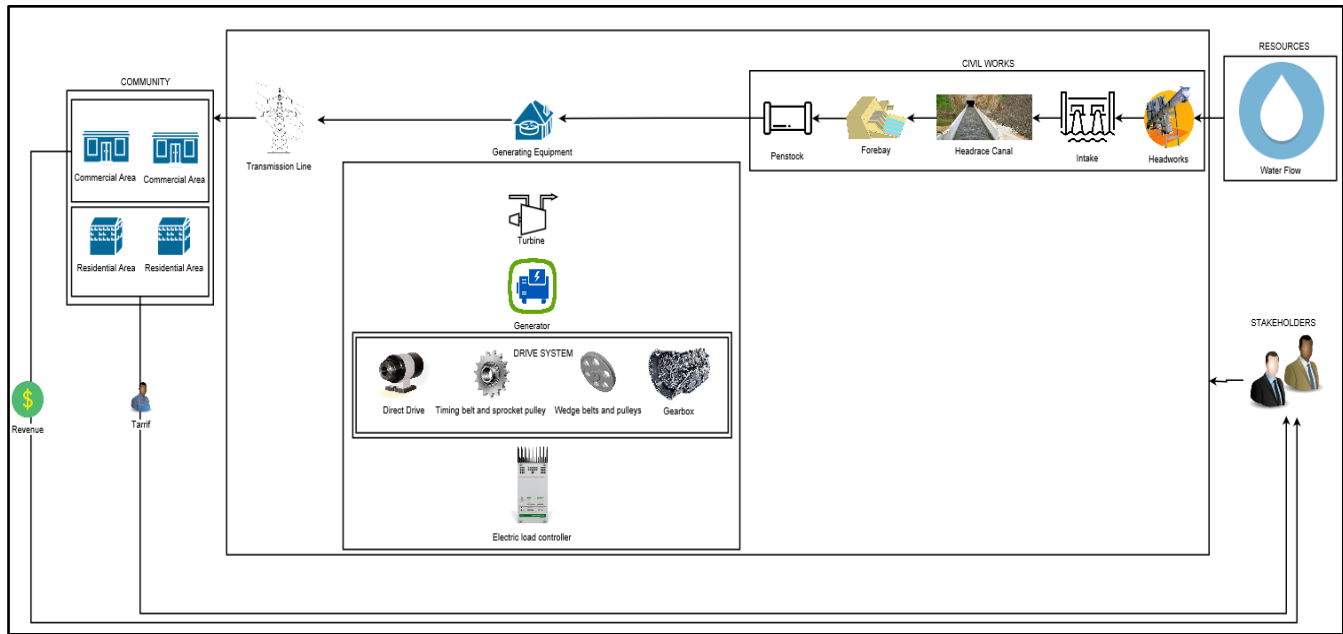 RESOURCES
Water Flow
CIVIL WORKS
Penstock
Forebay
Headrace Canal
Intake
Headworks
COMMUNITY
Commercial Area
Commercial Area
Residential Area
Residential Area
Transmission Line
Generating Equipment
Turbine
Generator
DRIVE SYSTEM
Direct Drive
Timing belt and sprocket pulley
Wedge belts and pulleys
Gearbox
Electric load controller
STAKEHOLDERS
$
Revenue
Tarrif